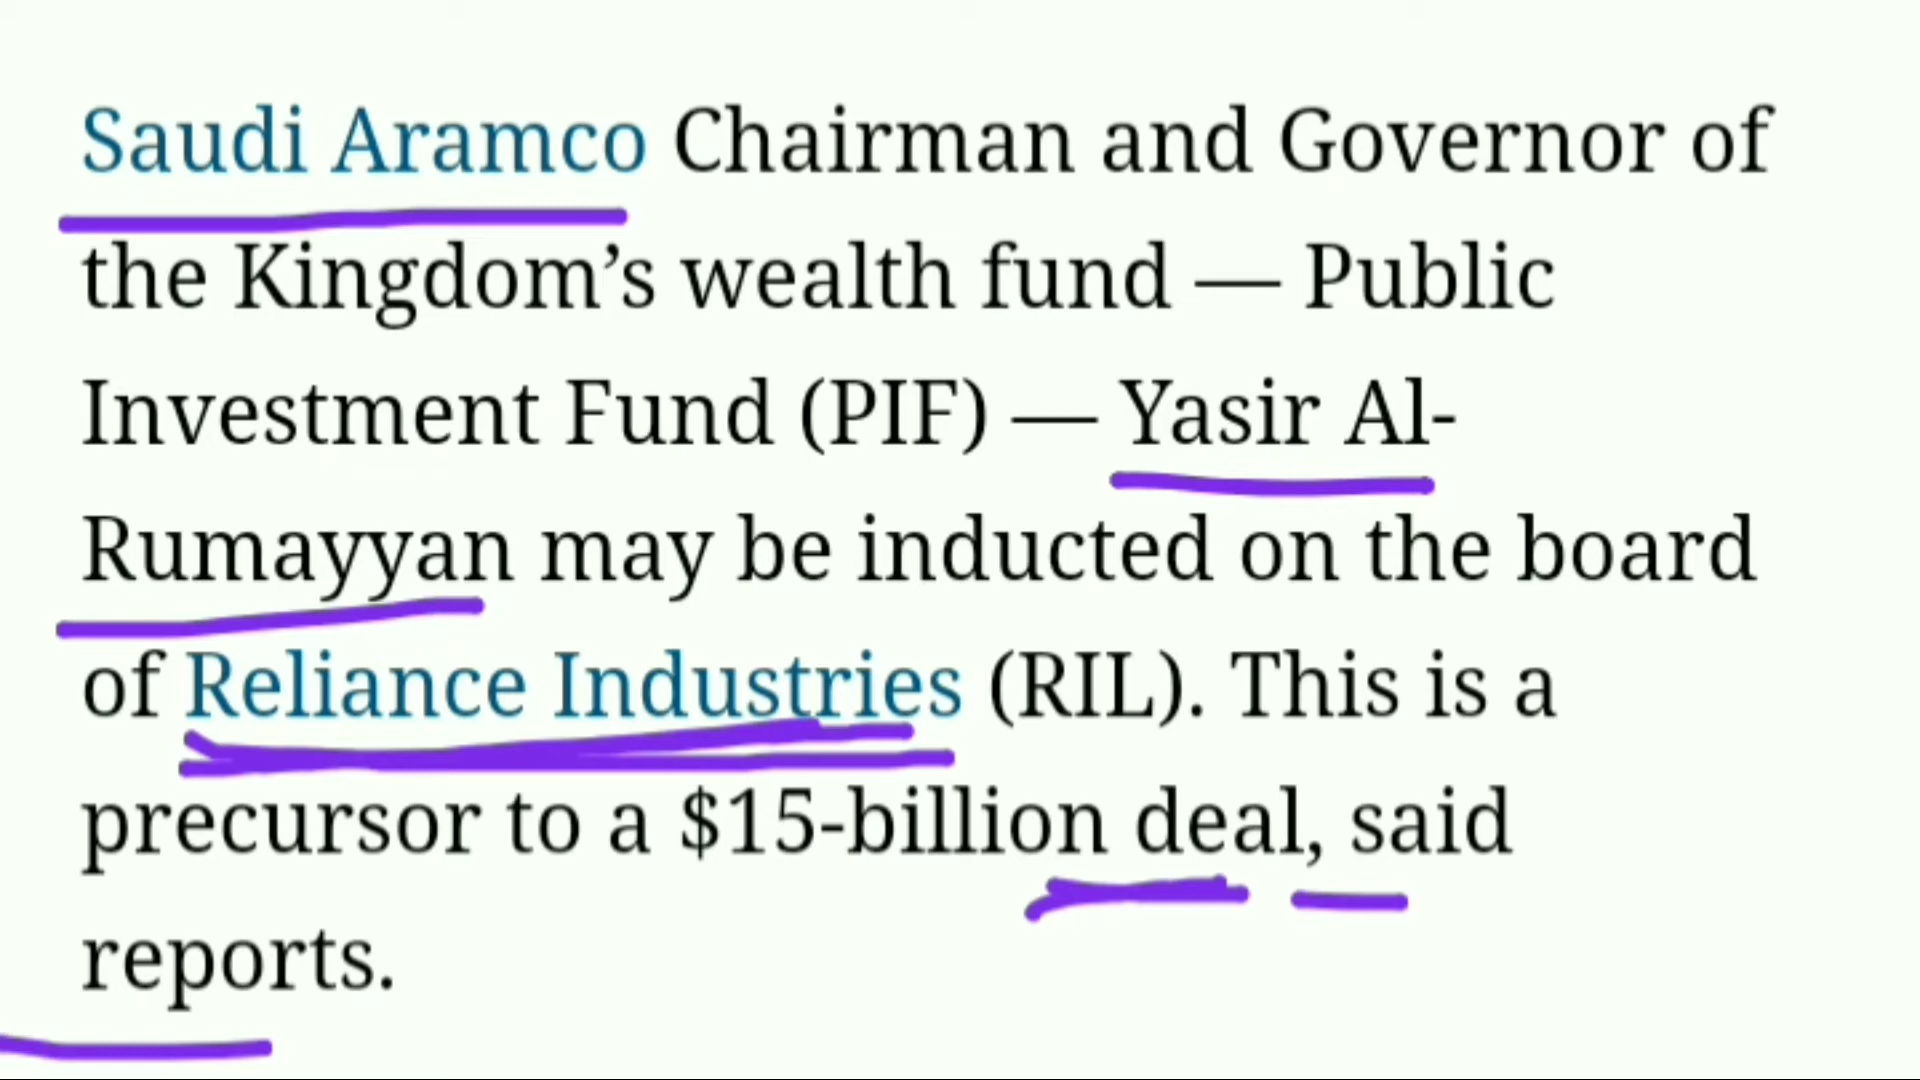 Saudi Aramco Chairman and Governor of
the Kingdom’s wealth fund — Public
Investment Fund (PIF) — Yasir Al-
Rumayyan may be inducted on the board
of Reliance Industries (RIL). This is a
precursor to a $15-billion deal, said
reports.